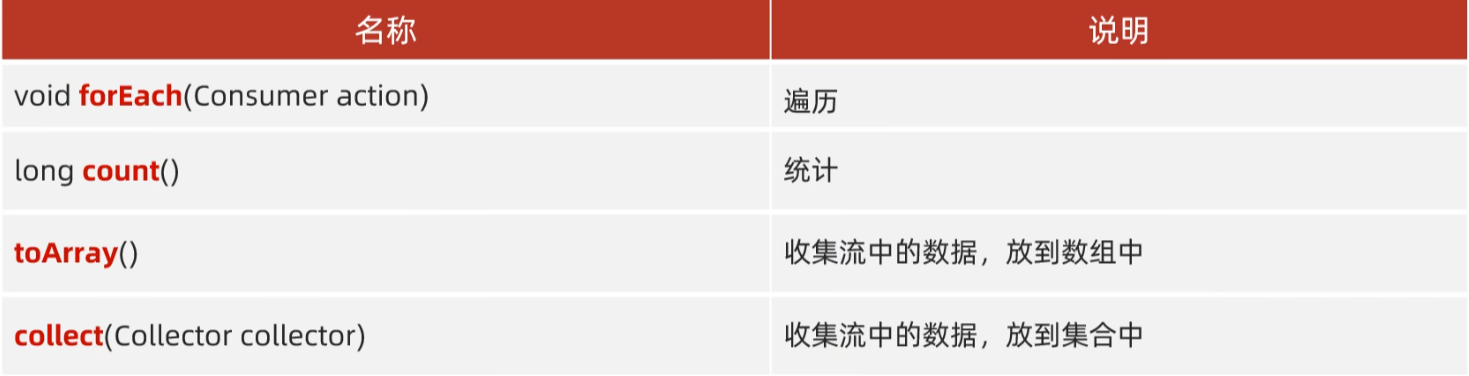 名称 说明
void forEach(Consumer action) 遍历
long count() 统计
toArray() 收集流中的数据，放到数组中
collect(Collector collector) 收集流中的数据，放到集合中